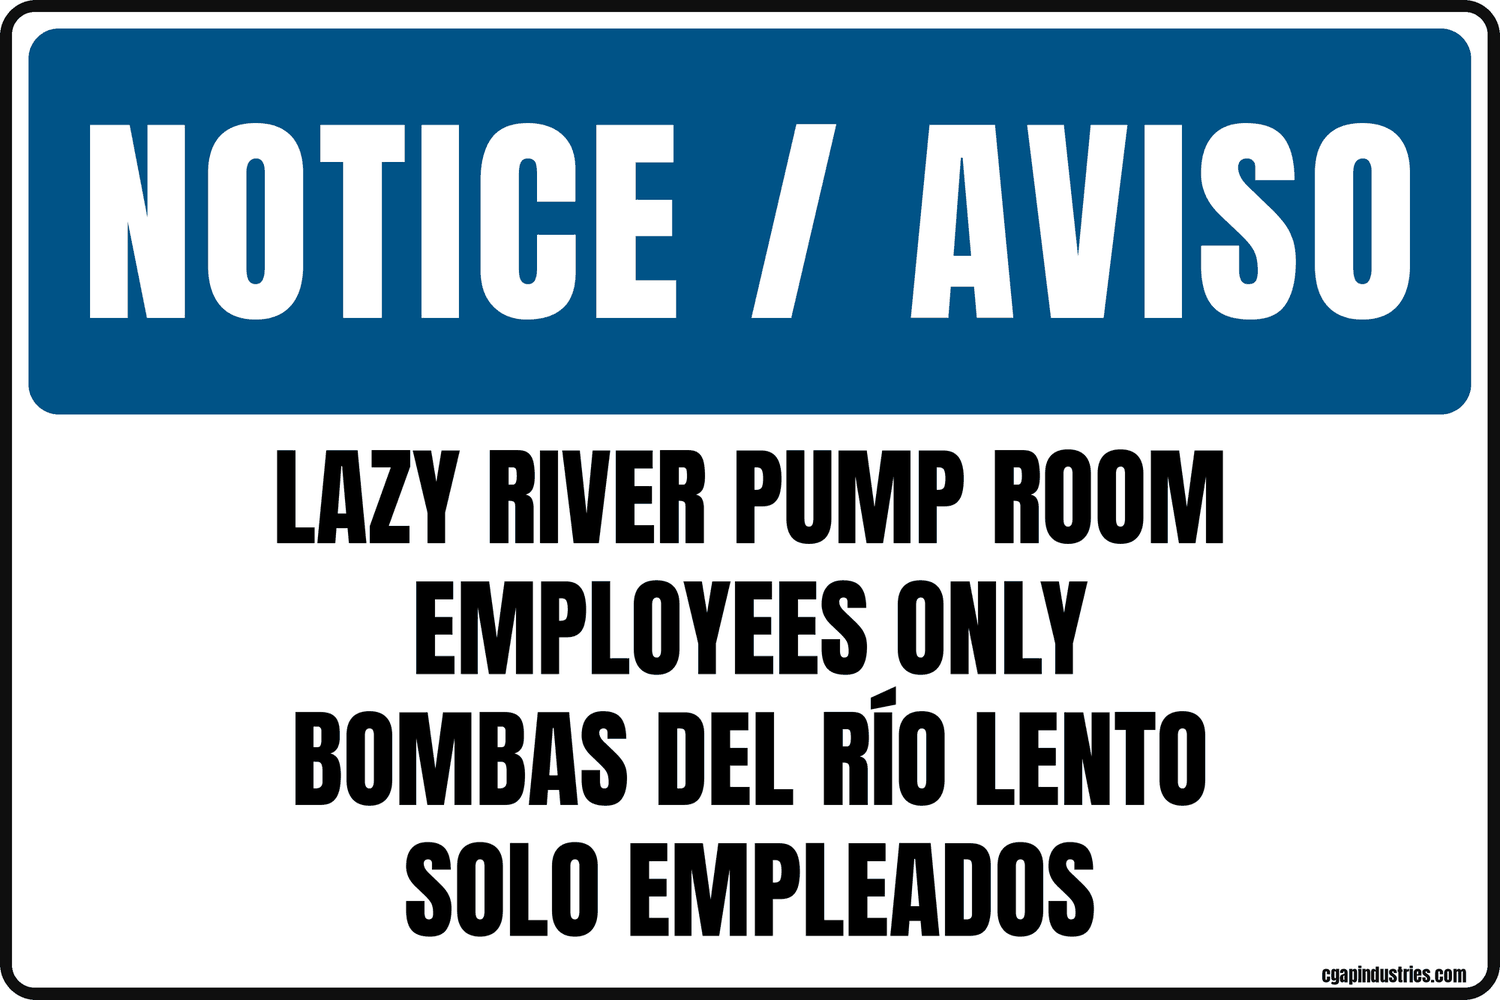 NOTICE / AVISO
LAZY RIVER PUMP ROOM
EMPLOYEES ONLY
BOMBAS DEL RÍO LENTO
SOLO EMPLEADOS
cgapindustries.com